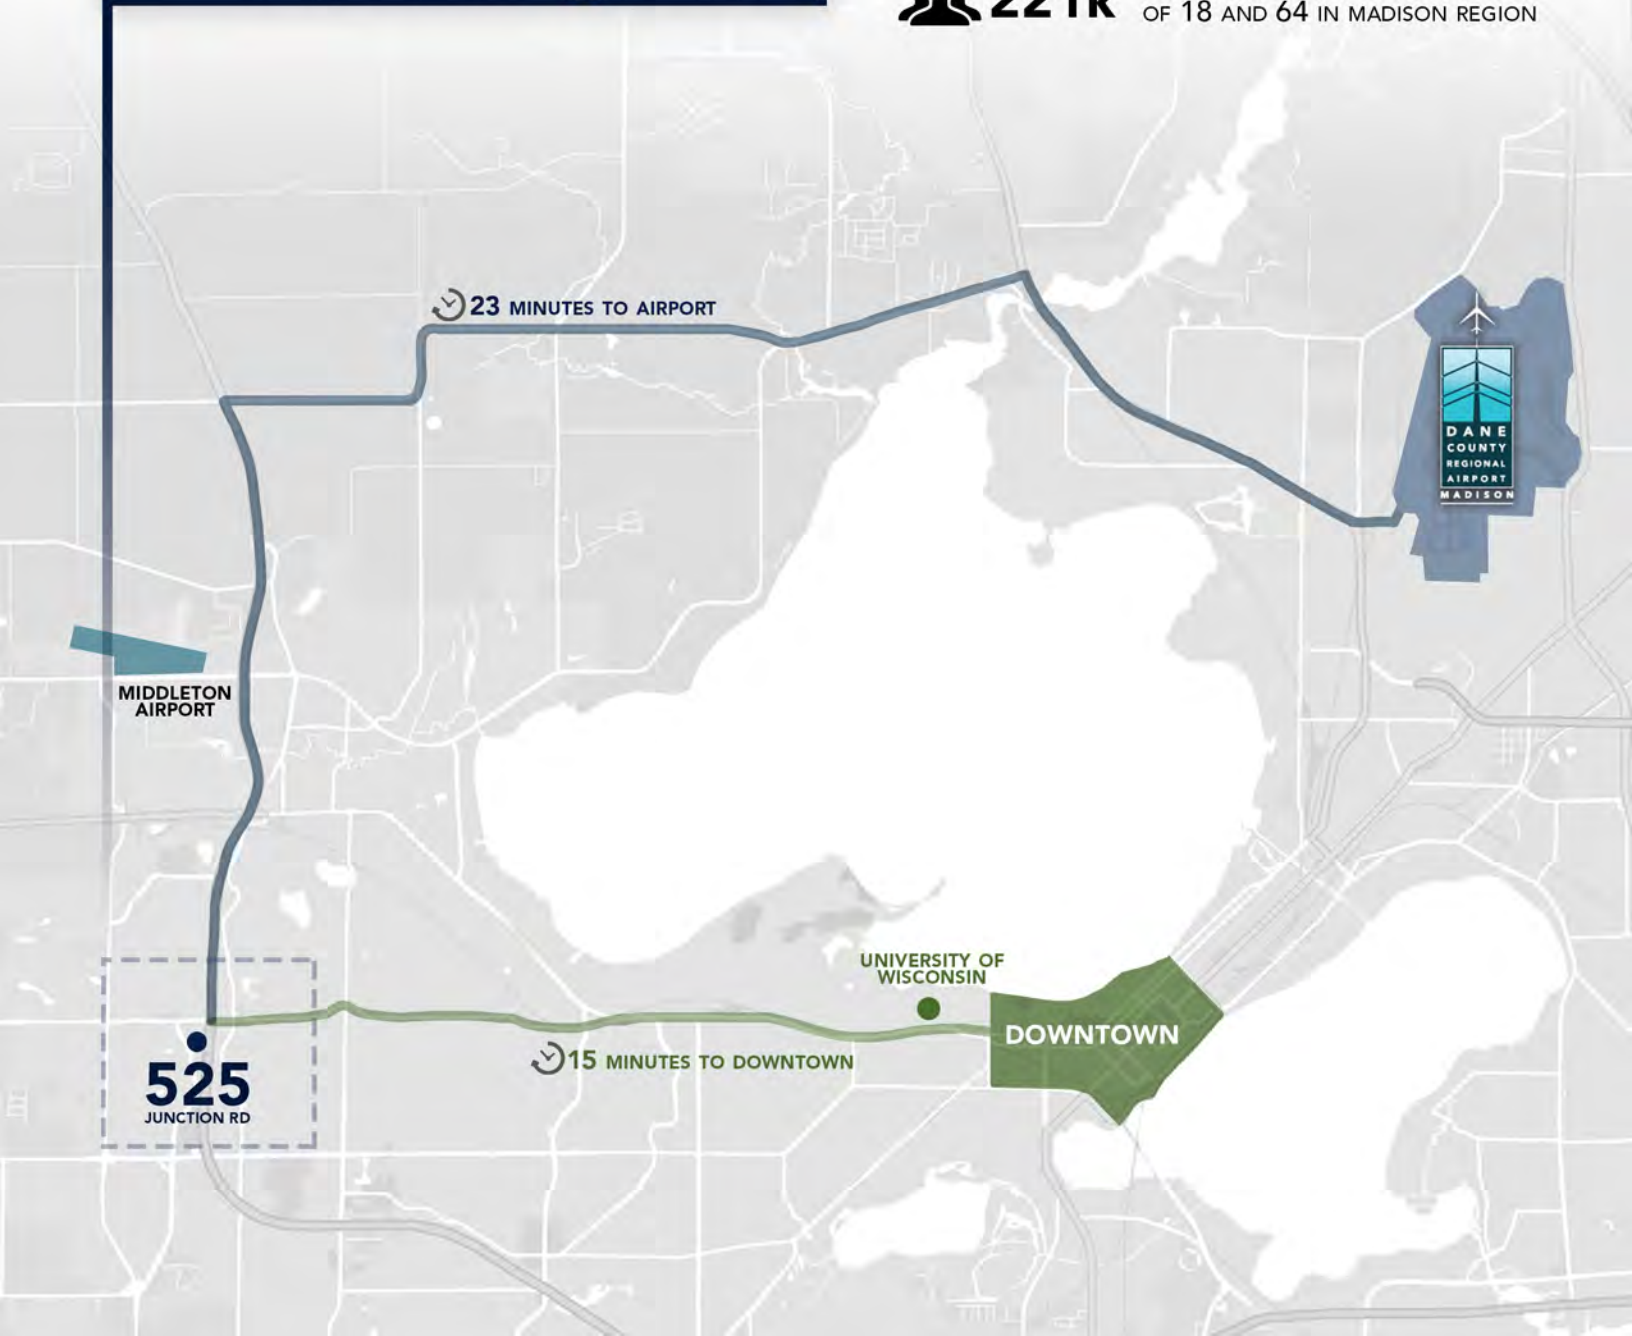 221K OF 18 AND 64 IN MADISON REGION
23 MINUTES TO AIRPORT
DANE
COUNTY
REGIONAL
AIRPORT
MADISON
MIDDLETON
AIRPORT
UNIVERSITY OF
WISCONSIN
DOWNTOWN
15 MINUTES TO DOWNTOWN
525
JUNCTION RD